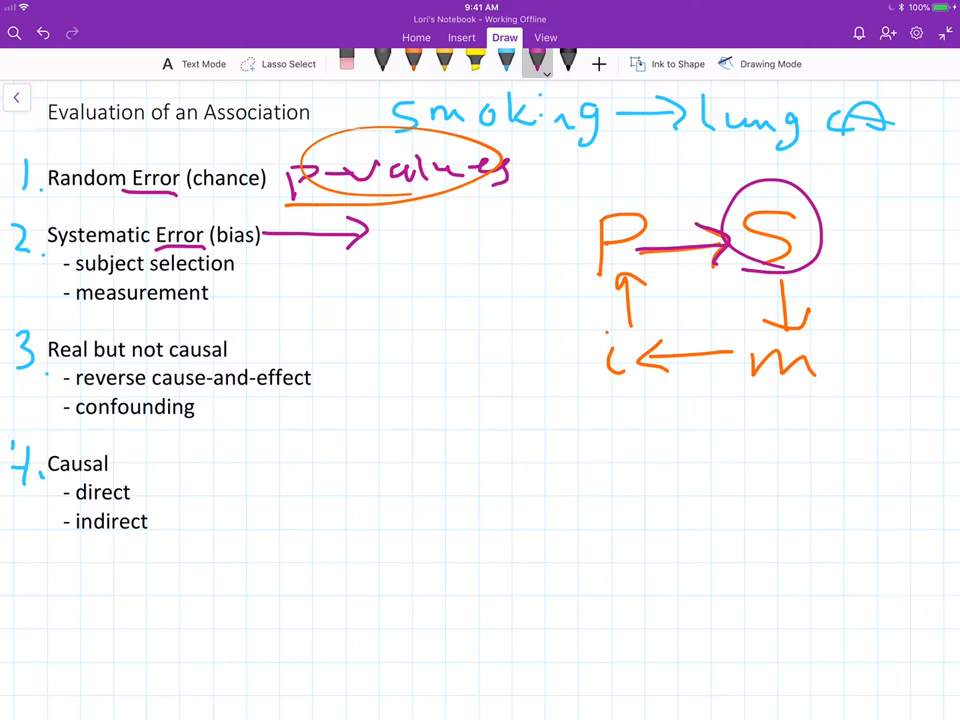 9:41 AM
100%
Lori's Notebook - Working Offline
Home Insert Draw View
A Text Mode Lasso Select Ink to Shape Drawing Mode
Evaluation of an Association
smoking → lung CA
1. Random Error (chance) p-values
2. Systematic Error (bias) →
- subject selection
- measurement
P → S
i ← m
3. Real but not causal
- reverse cause-and-effect
- confounding
4. Causal
- direct
- indirect